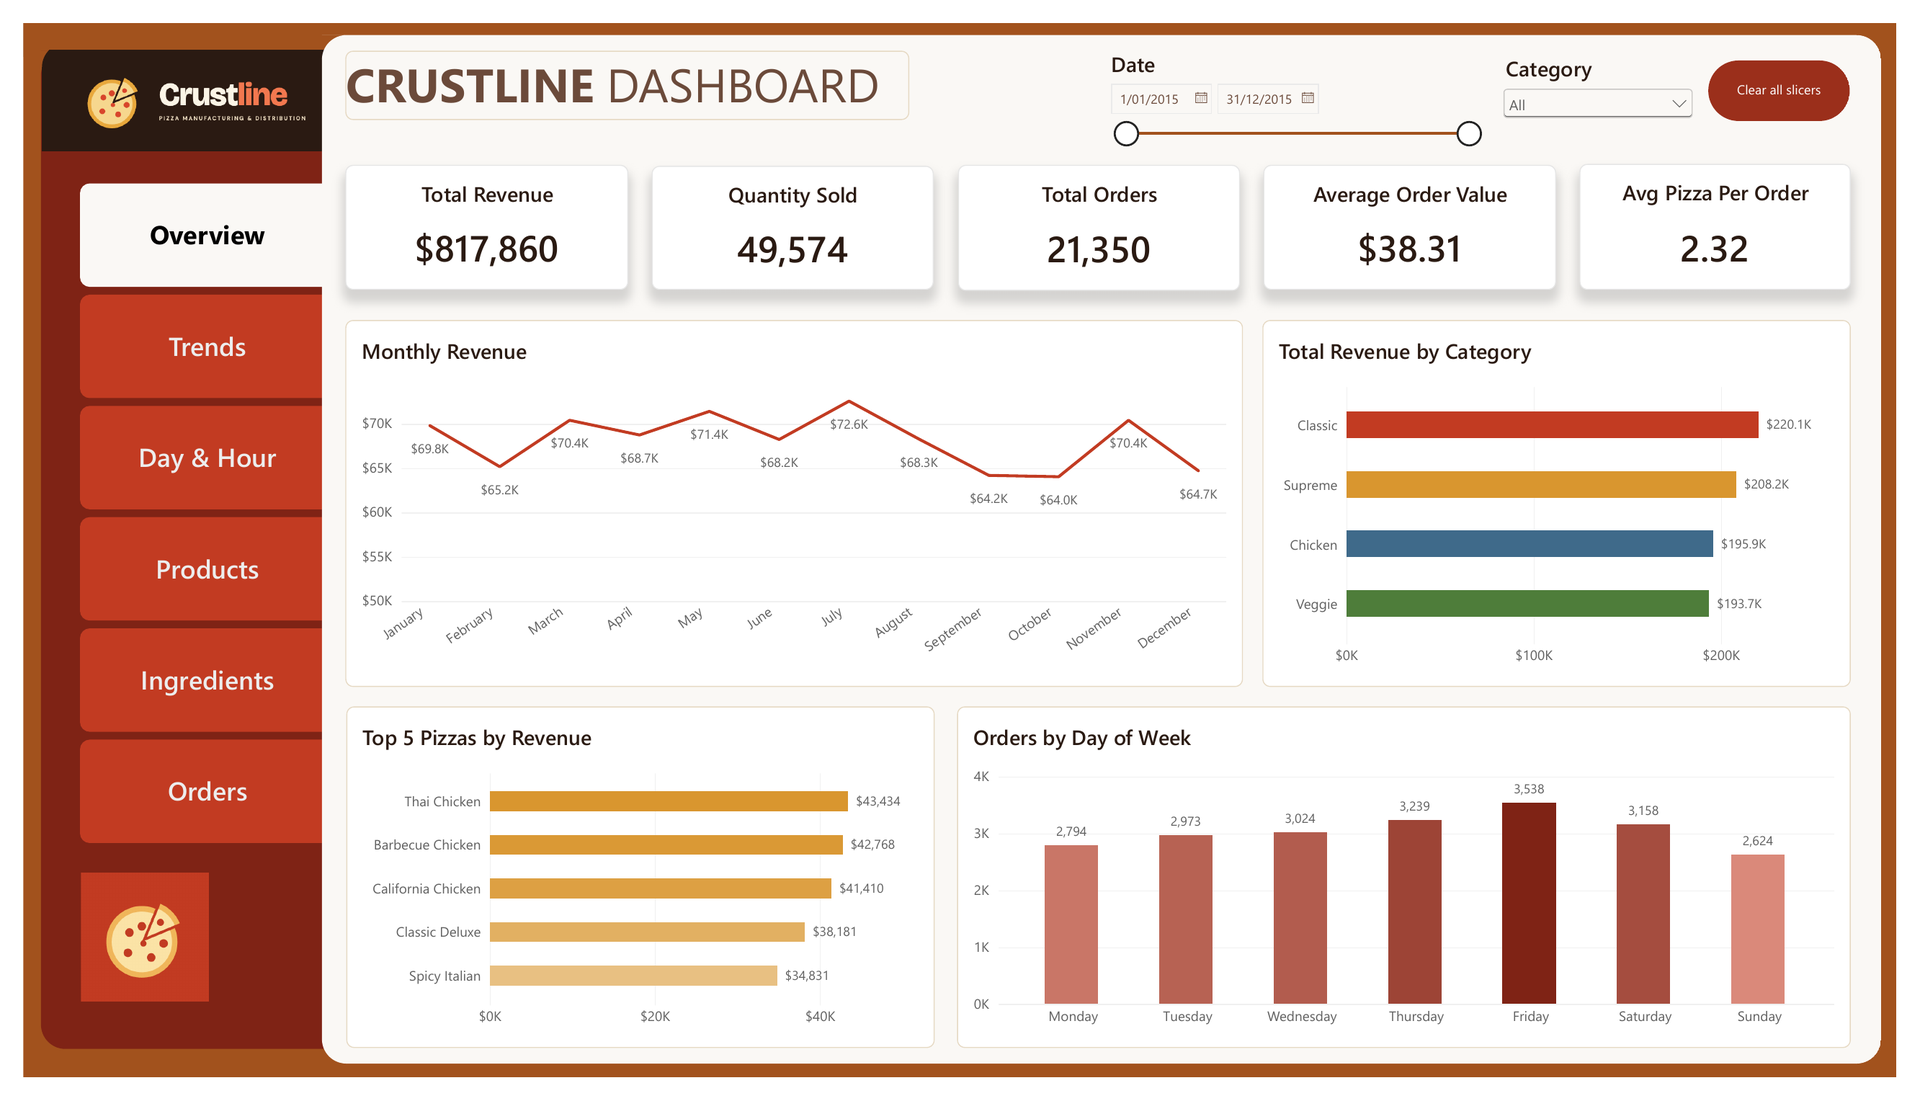 Crustline
PIZZA MANUFACTURING & DISTRIBUTION
Overview
Trends
Day & Hour
Products
Ingredients
Orders
CRUSTLINE DASHBOARD
Date
1/01/2015 31/12/2015
Category
All
Clear all slicers
Total Revenue
$817,860
Quantity Sold
49,574
Total Orders
21,350
Average Order Value
$38.31
Avg Pizza Per Order
2.32
Monthly Revenue
$70K
$65K
$60K
$55K
$50K
$69.8K
$65.2K
$70.4K
$68.7K
$71.4K
$68.2K
$72.6K
$68.3K
$64.2K
$64.0K
$70.4K
$64.7K
January
February
March
April
May
June
July
August
September
October
November
December
Total Revenue by Category
Classic $220.1K
Supreme $208.2K
Chicken $195.9K
Veggie $193.7K
$0K $100K $200K
Top 5 Pizzas by Revenue
Thai Chicken $43,434
Barbecue Chicken $42,768
California Chicken $41,410
Classic Deluxe $38,181
Spicy Italian $34,831
$0K $20K $40K
Orders by Day of Week
4K
3K
2K
1K
0K
2,794
2,973
3,024
3,239
3,538
3,158
2,624
Monday Tuesday Wednesday Thursday Friday Saturday Sunday